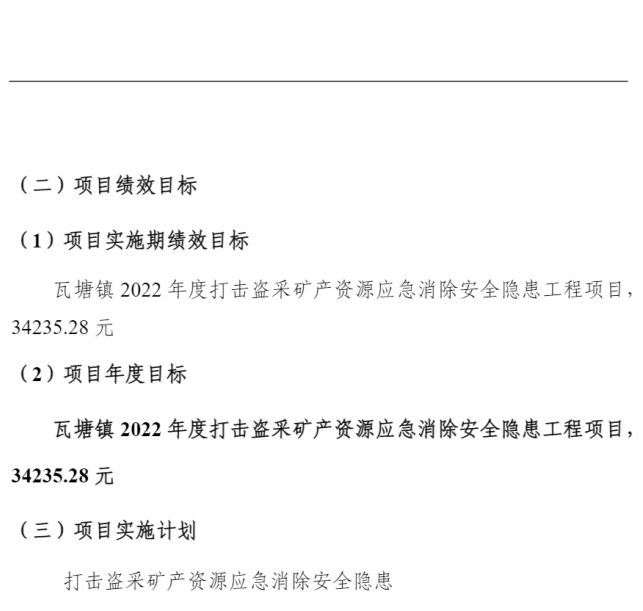 （二）项目绩效目标
（1）项目实施期绩效目标
瓦塘镇 2022 年度打击盗采矿产资源应急消除安全隐患工程项目，
34235.28 元
（2）项目年度目标
瓦塘镇 2022 年度打击盗采矿产资源应急消除安全隐患工程项目，
34235.28 元
（三）项目实施计划
打击盗采矿产资源应急消除安全隐患